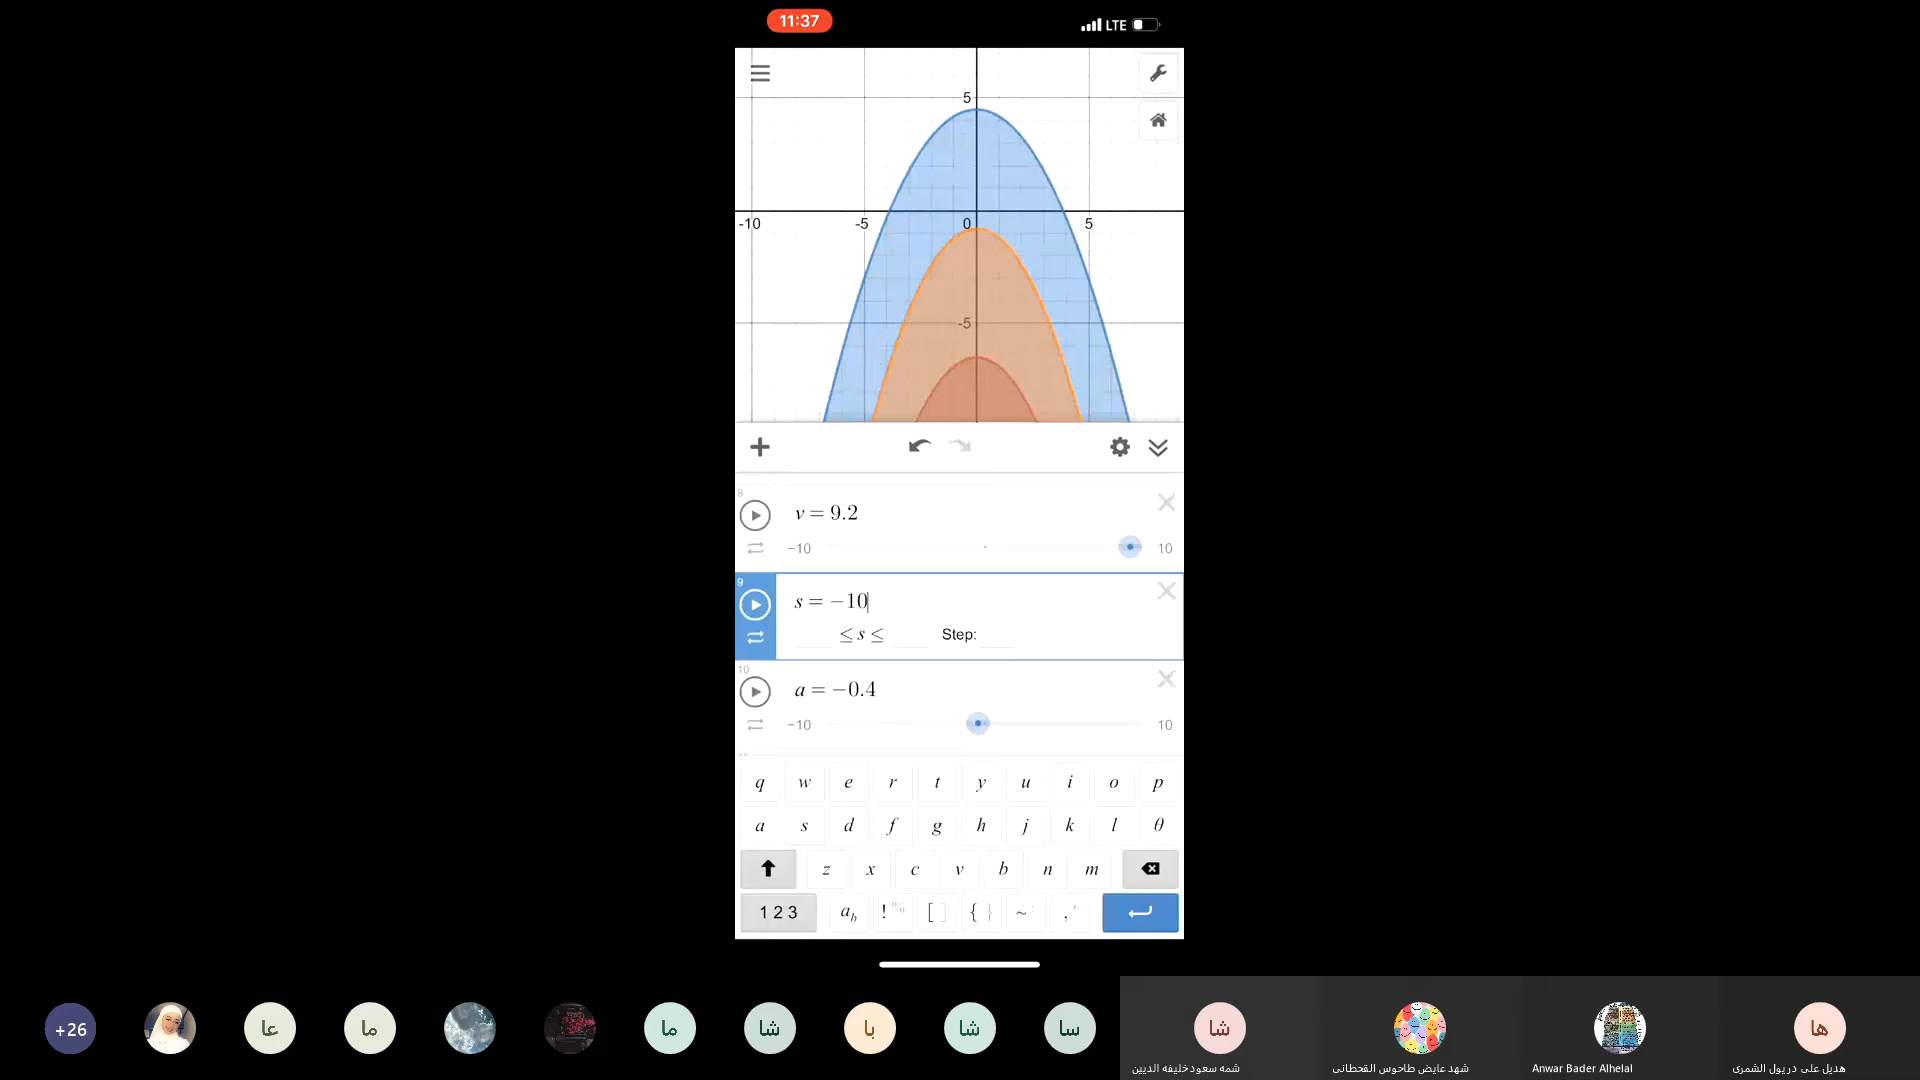 11:37
LTE
5
-10
-5
0
5
-5
8
v = 9.2
−10
10
9
s = −10
≤ s ≤
Step:
10
a = −0.4
−10
10
q w e r t y u i o p
a s d f g h j k l θ
z x c v b n m
1 2 3
a_b
! %
[ ]
{ }
~
, '
+26
عا
ما
ما
شا
با
شا
سا
شا
ها
شمه سعود خليفه الديين
شهد عايض طاحوس القحطاني
Anwar Bader Alhelal
هديل على دريول الشمرى